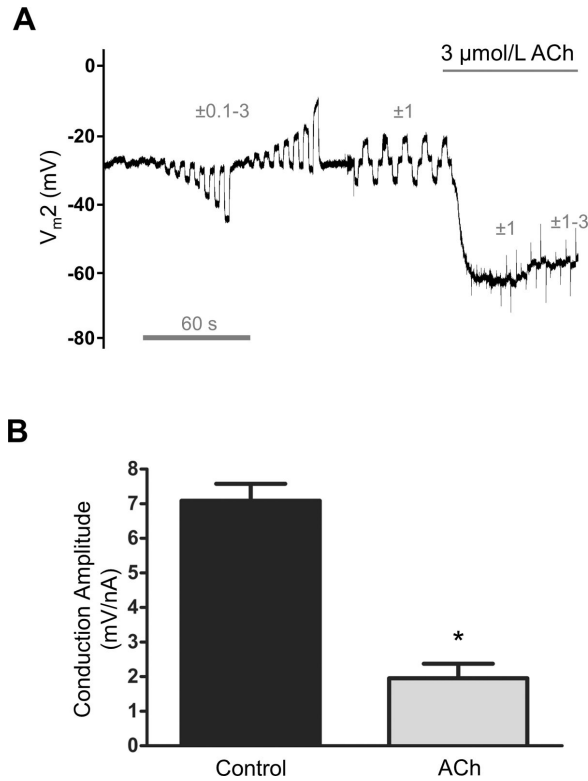 A
3 µmol/L ACh
0
±0.1-3
±1
-20
-40
Vm2 (mV)
±1
±1-3
-60
60 s
-80
B
8
7
6
5
4
3
2
1
0
Conduction Amplitude
(mV/nA)
*
Control
ACh